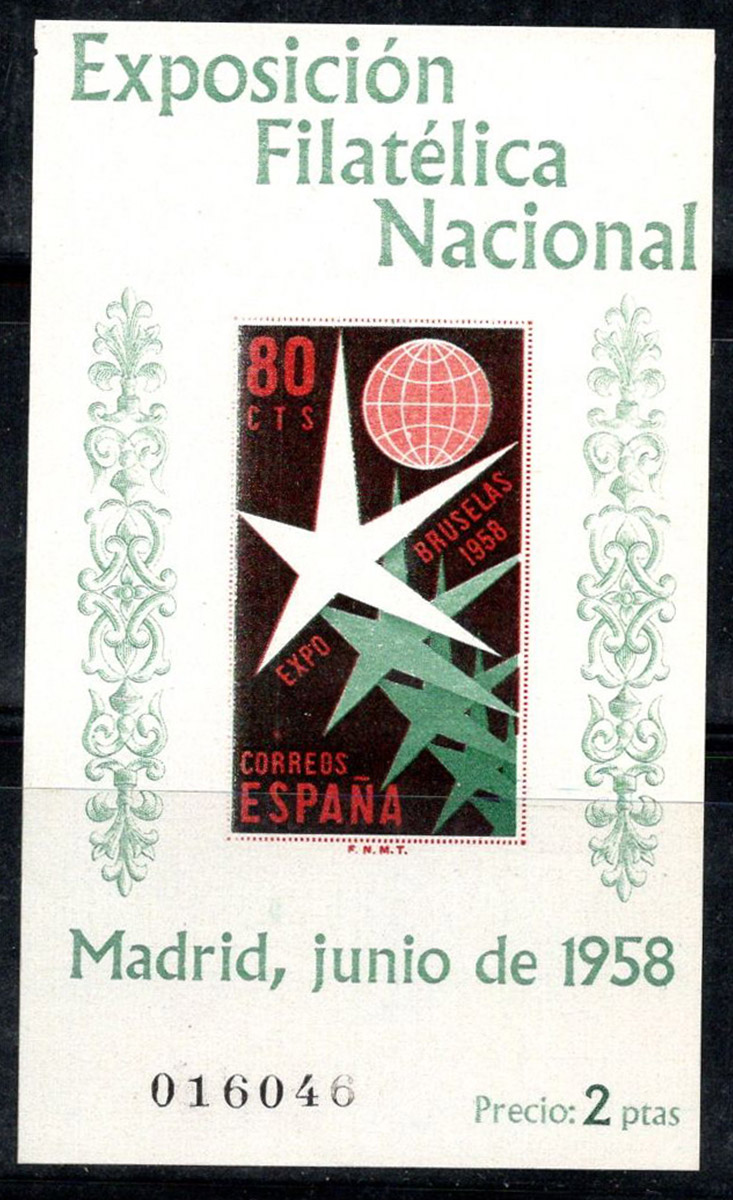 Exposición
Filatélica
Nacional
80
CTS
BRUSELAS
1958
EXPO
CORREOS
ESPAÑA
F.N.M.T.
Madrid, junio de 1958
016046
Precio: 2 ptas